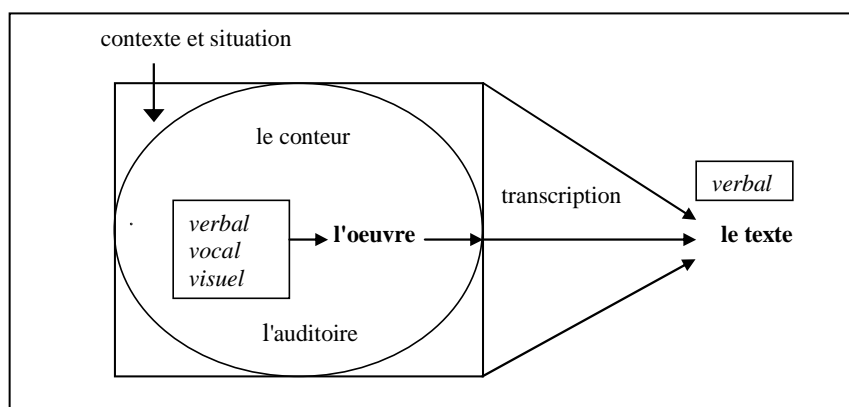 contexte et situation
le conteur
verbal
vocal
visuel
l'oeuvre
l'auditoire
transcription
verbal
le texte